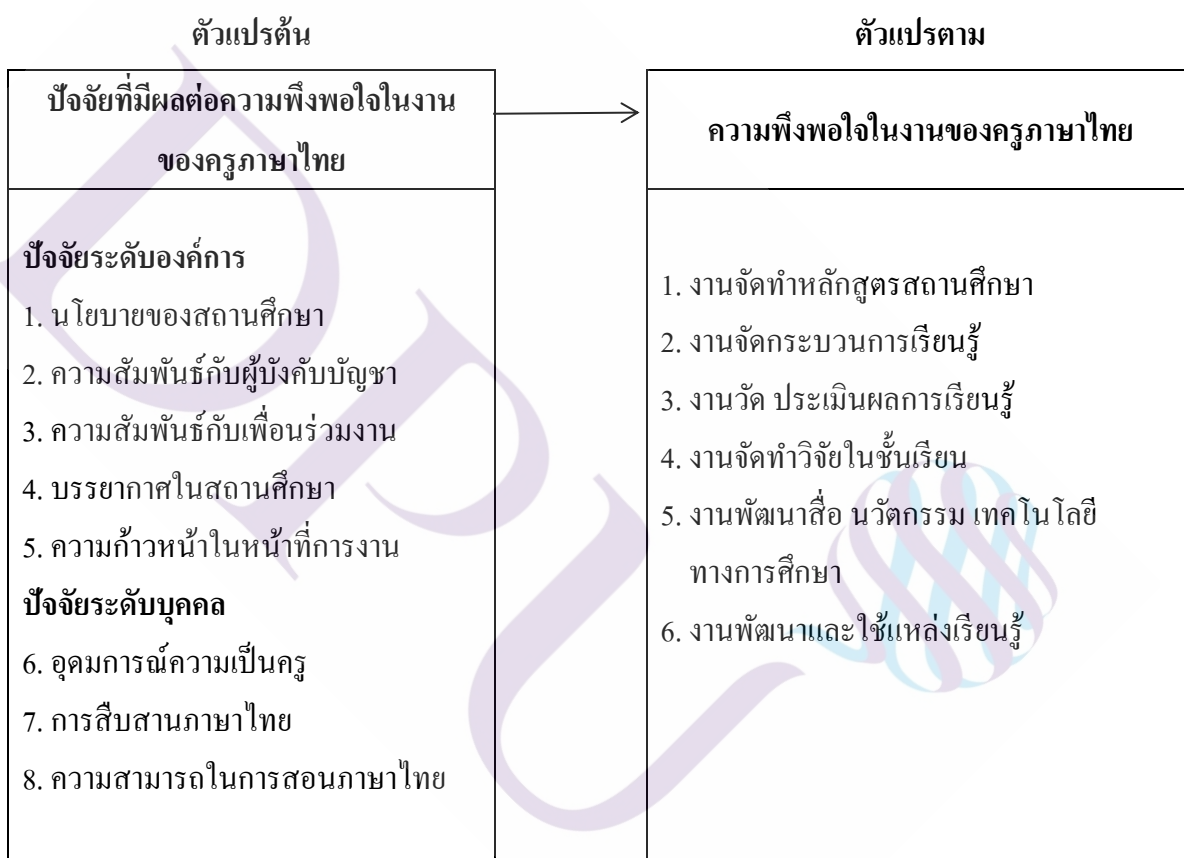 ตัวแปรต้น
ปัจจัยที่มีผลต่อความพึงพอใจในงาน
ของครูภาษาไทย
ปัจจัยระดับองค์การ
1. นโยบายของสถานศึกษา
2. ความสัมพันธ์กับผู้บังคับบัญชา
3. ความสัมพันธ์กับเพื่อนร่วมงาน
4. บรรยากาศในสถานศึกษา
5. ความก้าวหน้าในหน้าที่การงาน
ปัจจัยระดับบุคคล
6. อุดมการณ์ความเป็นครู
7. การสืบสานภาษาไทย
8. ความสามารถในการสอนภาษาไทย
ตัวแปรตาม
ความพึงพอใจในงานของครูภาษาไทย
1. งานจัดทำหลักสูตรสถานศึกษา
2. งานจัดกระบวนการเรียนรู้
3. งานวัด ประเมินผลการเรียนรู้
4. งานจัดทำวิจัยในชั้นเรียน
5. งานพัฒนาสื่อ นวัตกรรม เทคโนโลยี
ทางการศึกษา
6. งานพัฒนาและใช้แหล่งเรียนรู้
DPU